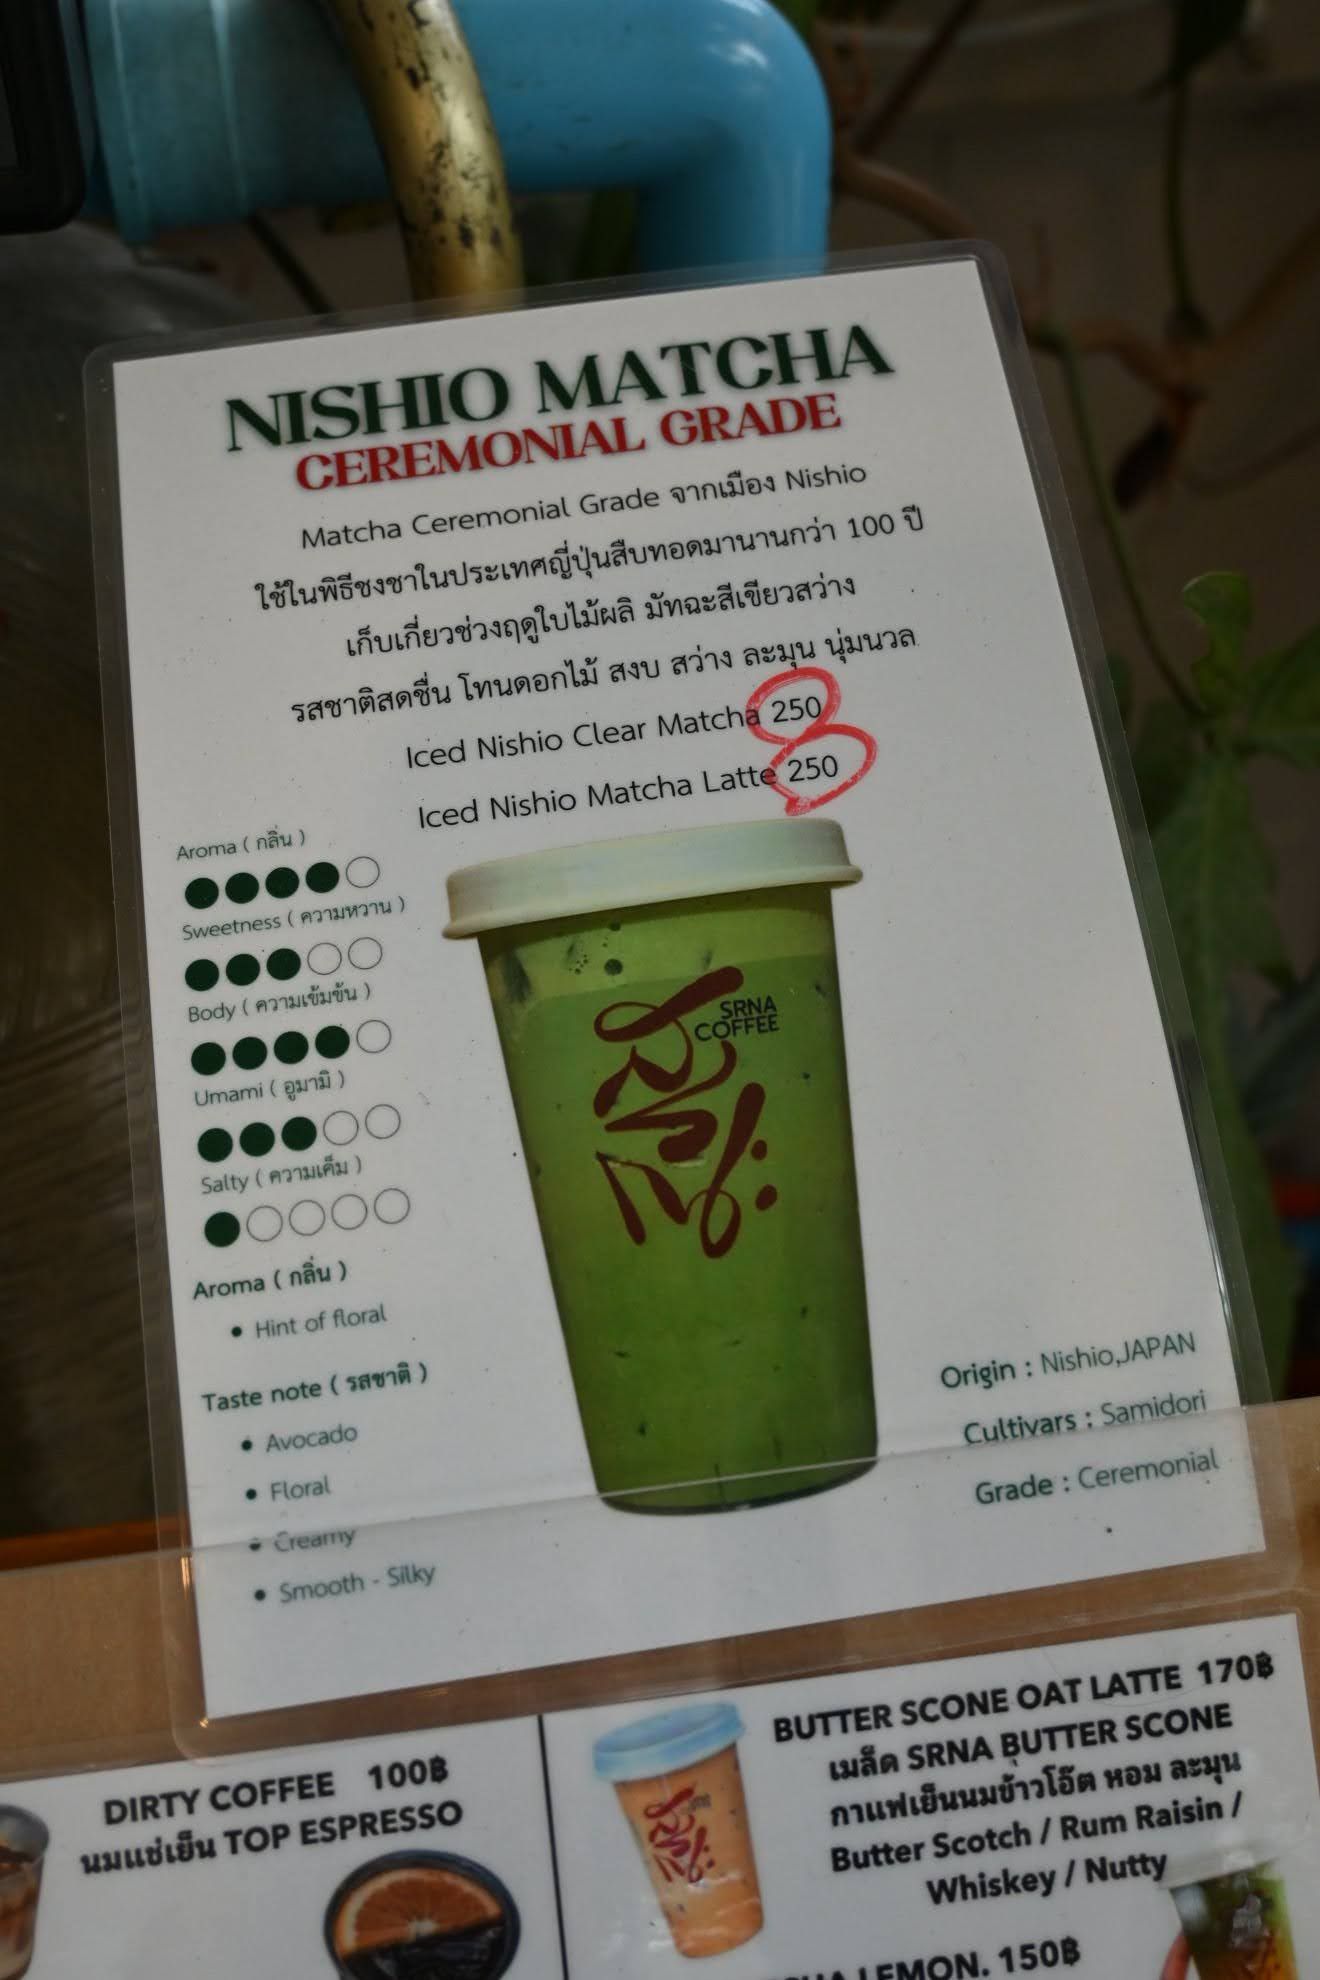 NISHIO MATCHA
CEREMONIAL GRADE
Matcha Ceremonial Grade จากเมือง Nishio
ใช้ในพิธีชงชาในประเทศญี่ปุ่นสืบทอดมานานกว่า 100 ปี
เก็บเกี่ยวช่วงฤดูใบไม้ผลิ มัทฉะสีเขียวสว่าง
รสชาติสดชื่น โทนดอกไม้ สงบ สว่าง ละมุน นุ่มนวล
Iced Nishio Clear Matcha 250
Iced Nishio Matcha Latte 250
Aroma ( กลิ่น )
Sweetness ( ความหวาน )
Body ( ความเข้มข้น )
Umami ( อูมามิ )
Salty ( ความเค็ม )
Aroma ( กลิ่น )
• Hint of floral
Taste note ( รสชาติ )
• Avocado
• Floral
• Creamy
• Smooth - Silky
SRNA
COFFEE
สรณะ
Origin : Nishio,JAPAN
Cultivars : Samidori
Grade : Ceremonial
DIRTY COFFEE 100฿
นมแช่เย็น TOP ESPRESSO
BUTTER SCONE OAT LATTE 170฿
เมล็ด SRNA BUTTER SCONE
กาแฟเย็นนมข้าวโอ๊ต หอม ละมุน
Butter Scotch / Rum Raisin /
Whiskey / Nutty
LEMON. 150฿